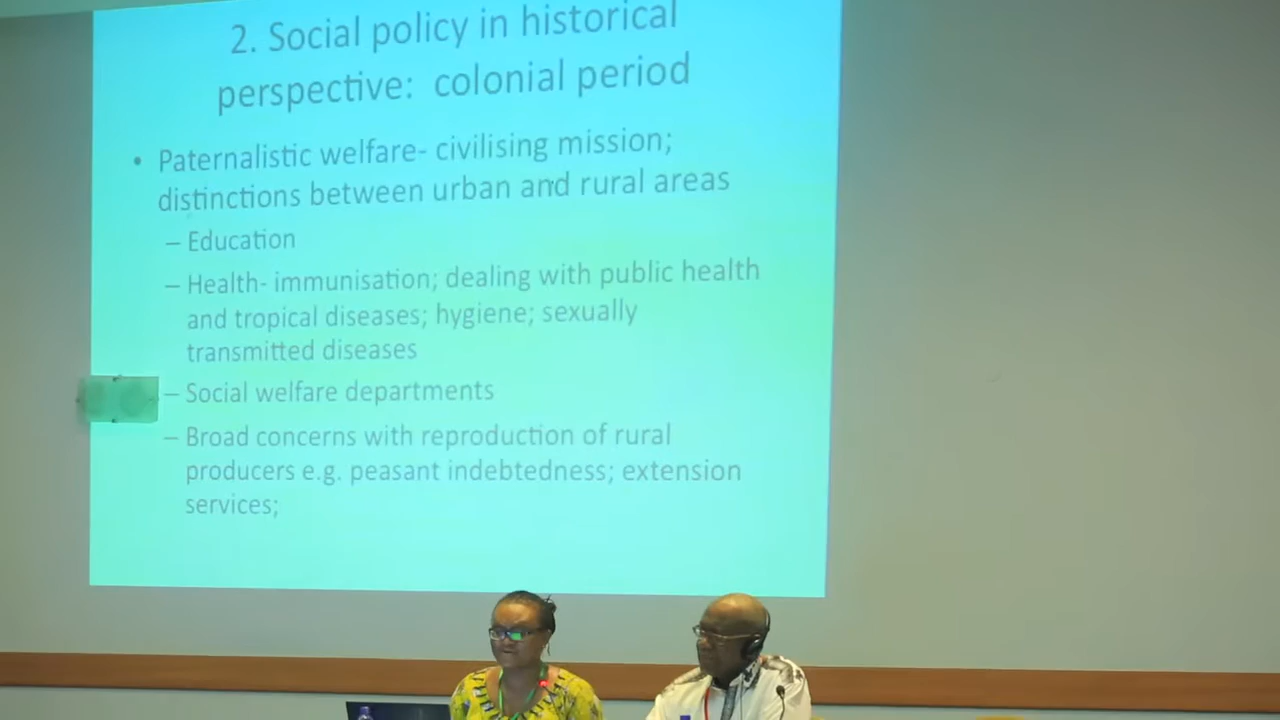 2. Social policy in historical
perspective: colonial period
• Paternalistic welfare- civilising mission;
distinctions between urban and rural areas
– Education
– Health- immunisation; dealing with public health
and tropical diseases; hygiene; sexually
transmitted diseases
– Social welfare departments
– Broad concerns with reproduction of rural
producers e.g. peasant indebtedness; extension
services;